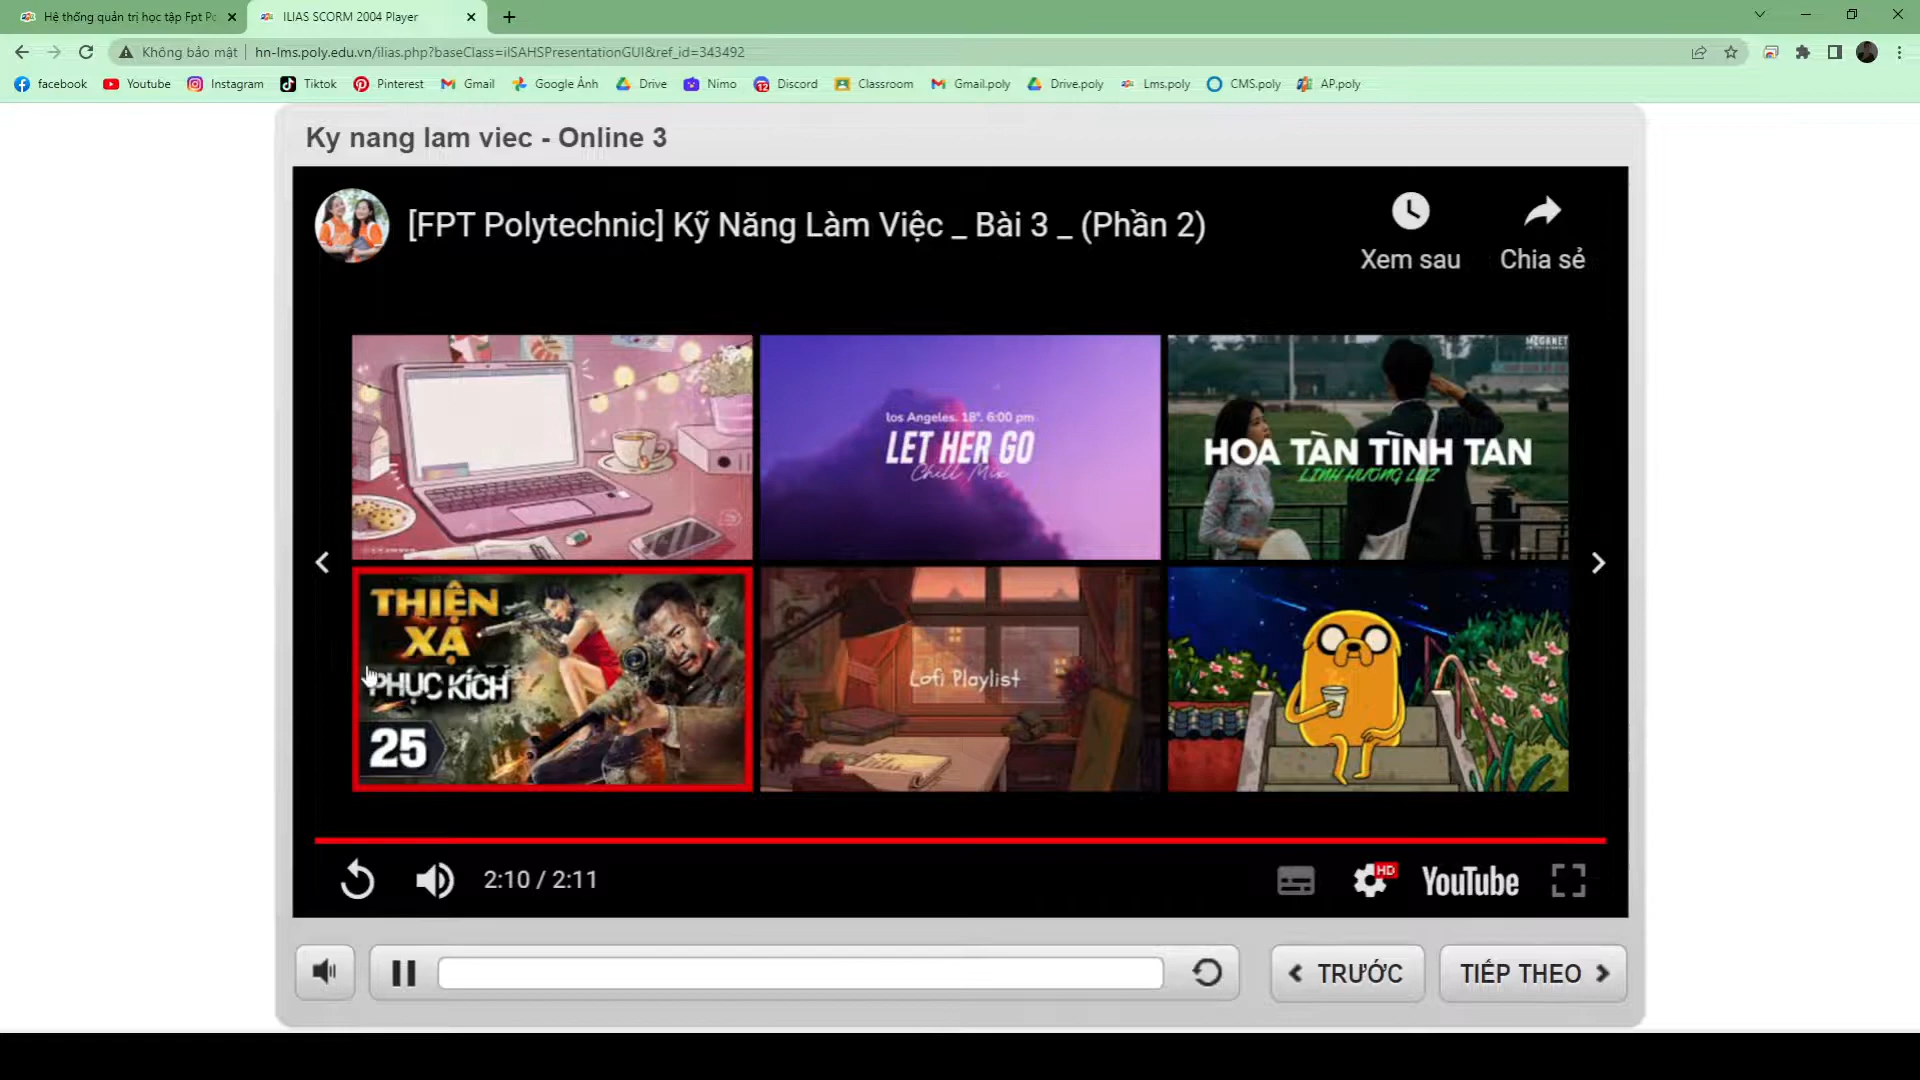 Hệ thống quản trị học tập Fpt Po
ILIAS SCORM 2004 Player
Không bảo mật
hn-lms.poly.edu.vn/ilias.php?baseClass=ilSAHSPresentationGUI&ref_id=343492
facebook
Youtube
Instagram
Tiktok
Pinterest
Gmail
Google Ảnh
Drive
Nimo
12
Discord
Classroom
Gmail.poly
Drive.poly
Lms.poly
CMS.poly
AP.poly
Ky nang lam viec - Online 3
[FPT Polytechnic] Kỹ Năng Làm Việc _ Bài 3 _ (Phần 2)
Xem sau
Chia sẻ
los Angeles. 18°. 6:00 pm
LET HER GO
Chill Mix
HOA TÀN TÌNH TAN
LINH HƯƠNG LUZ
THIỆN
XẠ
PHỤC KÍCH
25
Lofi Playlist
2:10 / 2:11
HD
YouTube
TRƯỚC
TIẾP THEO